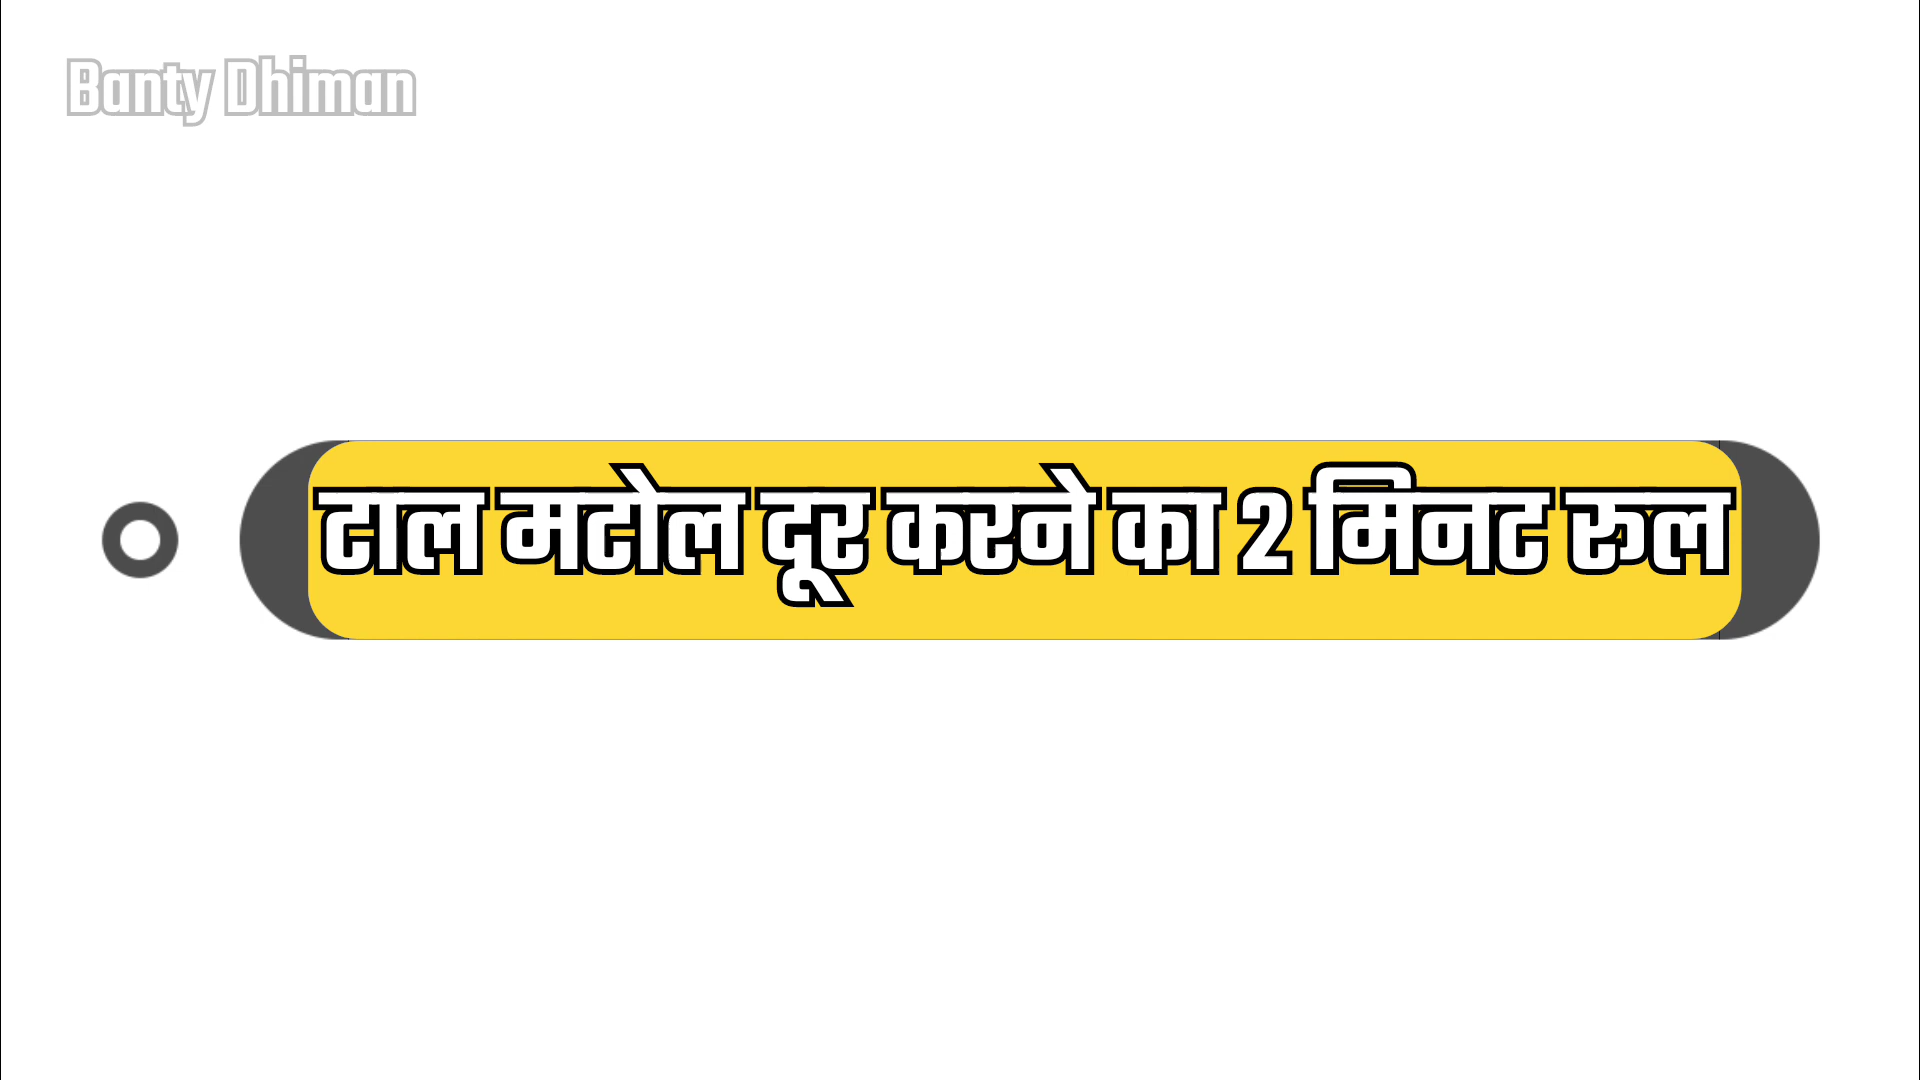 Banty Dhiman
टाल मटोल दूर करने का 2 मिनट रूल